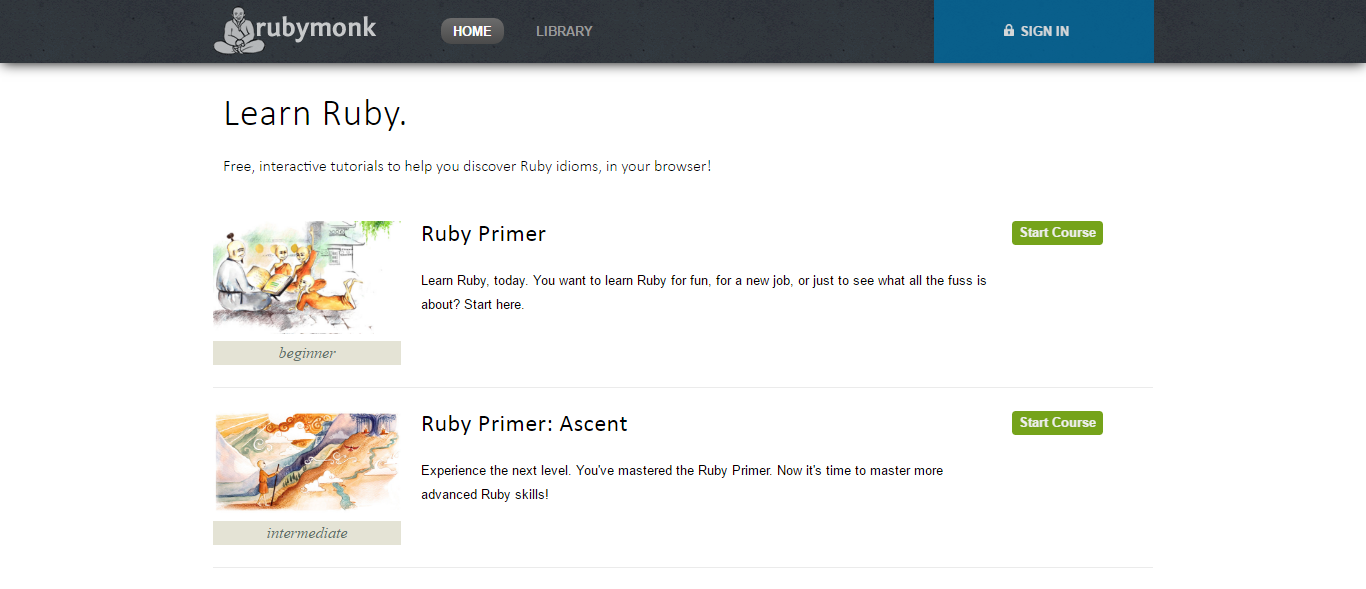 rubymonk
HOME
LIBRARY
SIGN IN
Learn Ruby.
Free, interactive tutorials to help you discover Ruby idioms, in your browser!
Ruby Primer
Start Course
Learn Ruby, today. You want to learn Ruby for fun, for a new job, or just to see what all the fuss is
about? Start here.
beginner
Ruby Primer: Ascent
Start Course
Experience the next level. You've mastered the Ruby Primer. Now it's time to master more
advanced Ruby skills!
intermediate